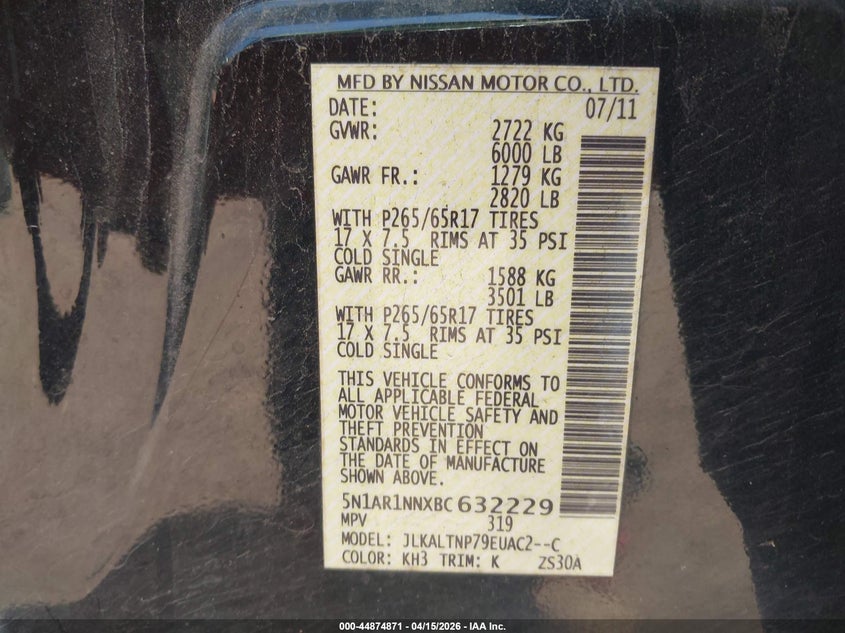 MFD BY NISSAN MOTOR CO., LTD.
DATE: 07/11
GVWR: 2722 KG
6000 LB
GAWR FR.: 1279 KG
2820 LB
WITH P265/65R17 TIRES
17 X 7.5 RIMS AT 35 PSI
COLD SINGLE
GAWR RR.: 1588 KG
3501 LB
WITH P265/65R17 TIRES
17 X 7.5 RIMS AT 35 PSI
COLD SINGLE
THIS VEHICLE CONFORMS TO
ALL APPLICABLE FEDERAL
MOTOR VEHICLE SAFETY AND
THEFT PREVENTION
STANDARDS IN EFFECT ON
THE DATE OF MANUFACTURE
SHOWN ABOVE.
5N1AR1NNXBC 632229
MPV 319
MODEL: JLKALTNP79EUAC2--C
COLOR: KH3 TRIM: K ZS30A
000-44874871 - 04/15/2026 - IAA Inc.